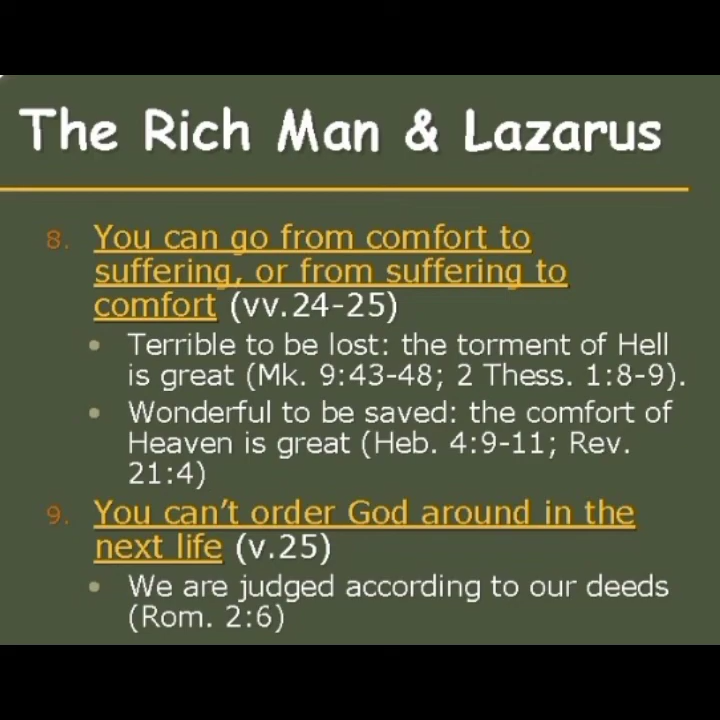 The Rich Man & Lazarus
8. You can go from comfort to
suffering, or from suffering to
comfort (vv.24-25)
• Terrible to be lost: the torment of Hell
is great (Mk. 9:43-48; 2 Thess. 1:8-9).
• Wonderful to be saved: the comfort of
Heaven is great (Heb. 4:9-11; Rev.
21:4)
9. You can't order God around in the
next life (v.25)
• We are judged according to our deeds
(Rom. 2:6)